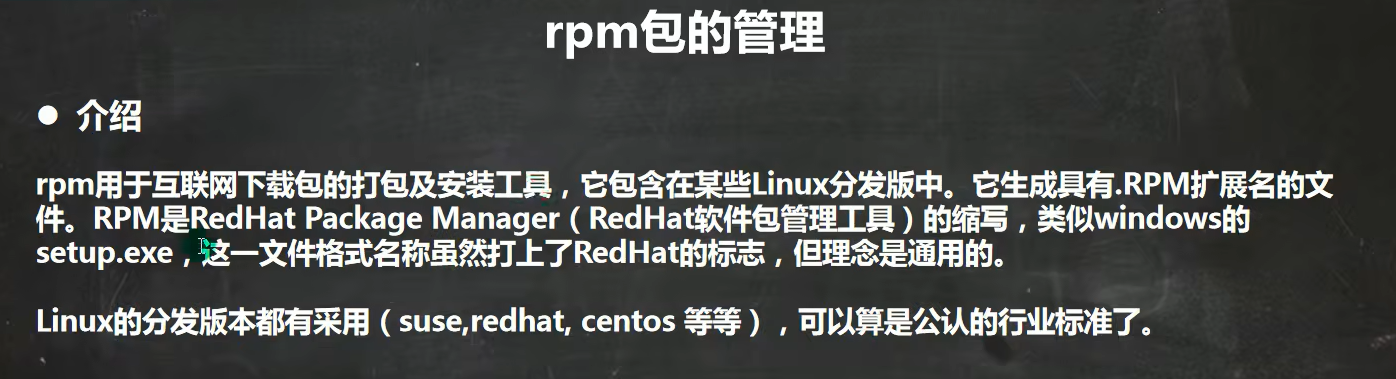 rpm包的管理
● 介绍
rpm用于互联网下载包的打包及安装工具，它包含在某些Linux分发版中。它生成具有.RPM扩展名的文
件。RPM是RedHat Package Manager（RedHat软件包管理工具）的缩写，类似windows的
setup.exe，这一文件格式名称虽然打上了RedHat的标志，但理念是通用的。
Linux的分发版本都有采用（suse,redhat, centos 等等），可以算是公认的行业标准了。